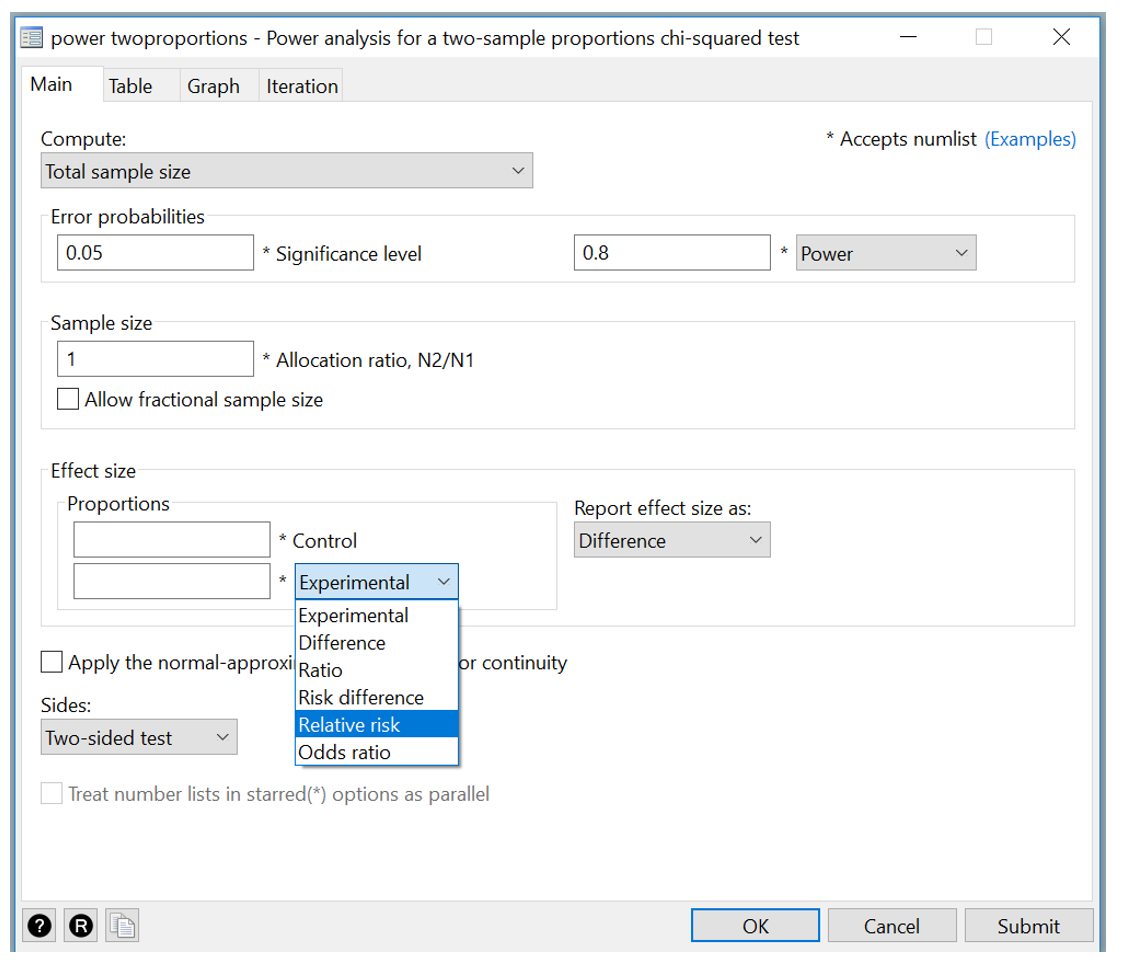 power twoproportions - Power analysis for a two-sample proportions chi-squared test
Main Table Graph Iteration
Compute: * Accepts numlist (Examples)
Total sample size
Error probabilities
0.05 * Significance level 0.8 * Power
Sample size
1 * Allocation ratio, N2/N1
Allow fractional sample size
Effect size
Proportions
* Control
* Experimental
Report effect size as:
Difference
Experimental
Difference
Ratio
Risk difference
Relative risk
Odds ratio
Apply the normal-approxi or continuity
Sides:
Two-sided test
Treat number lists in starred(*) options as parallel
? R OK Cancel Submit